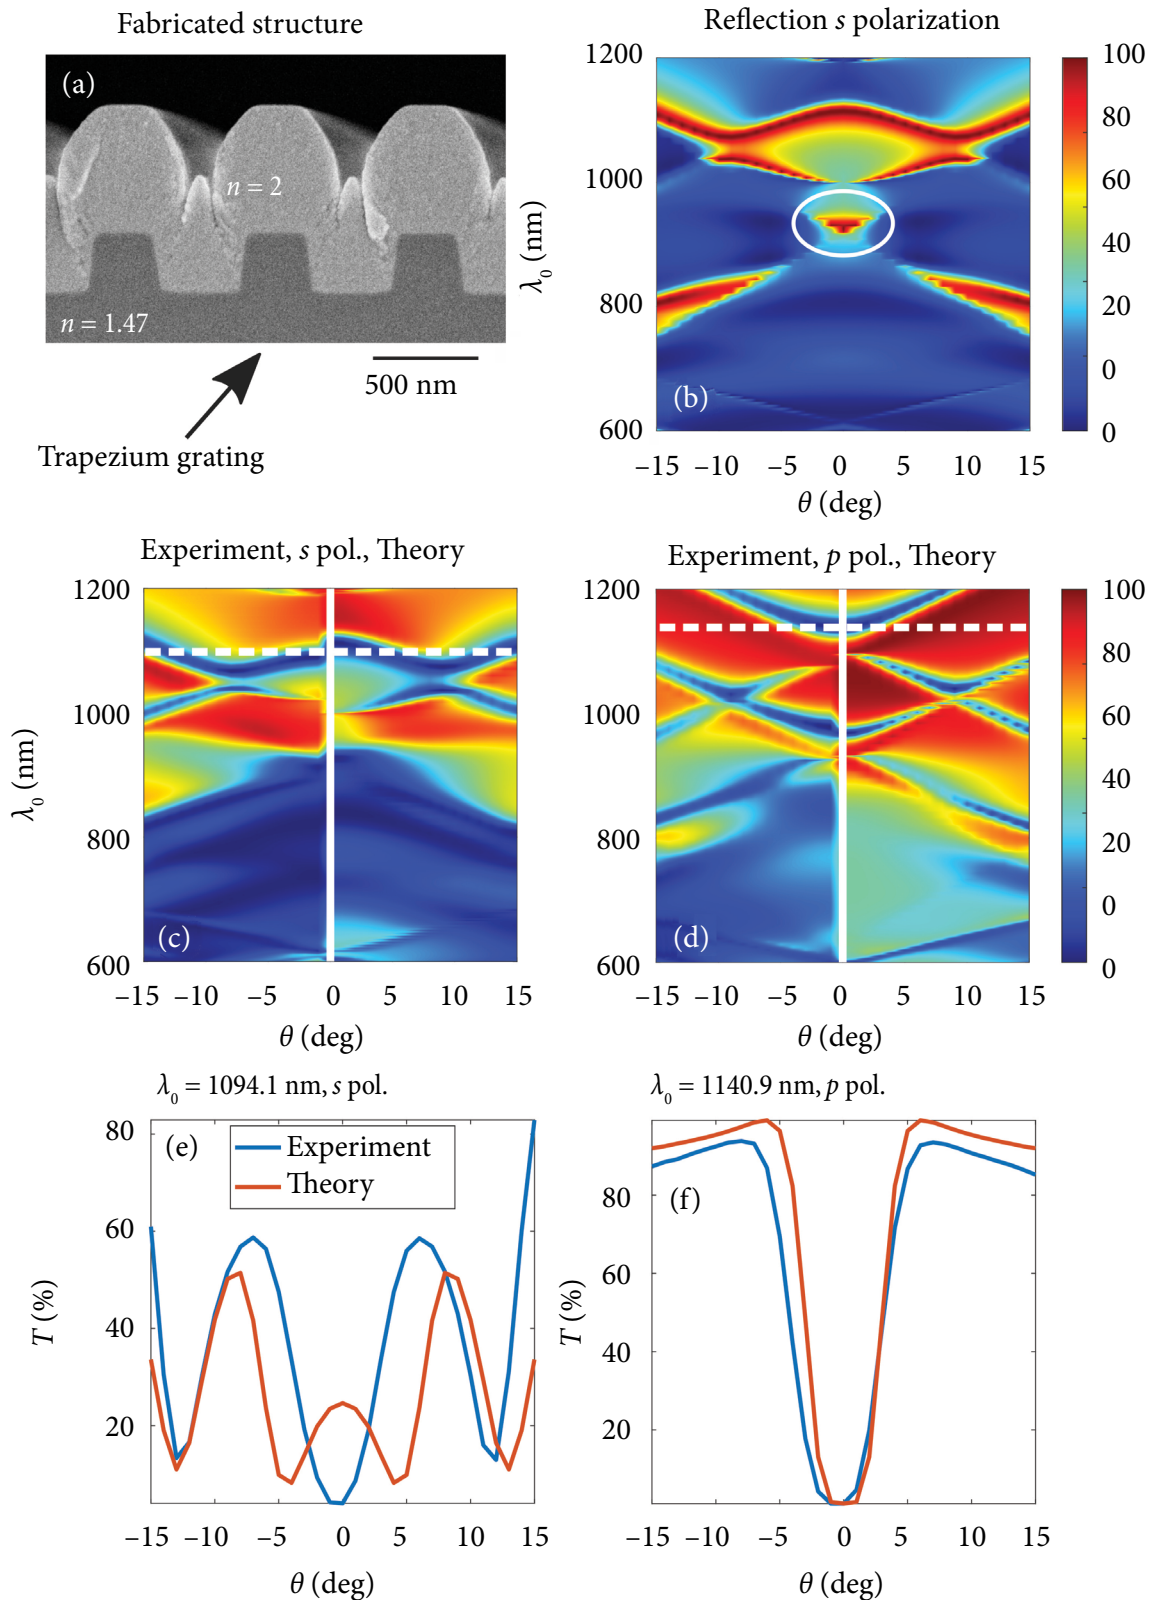 Fabricated structure
(a)
n = 2
n = 1.47
500 nm
Trapezium grating
Reflection s polarization
1200
1000
800
600
λ₀ (nm)
(b)
−15 −10 −5 0 5 10 15
θ (deg)
100
80
60
40
20
0
0
Experiment, s pol., Theory
1200
1000
800
600
λ₀ (nm)
(c)
−15 −10 −5 0 5 10 15
θ (deg)
Experiment, p pol., Theory
1200
1000
800
600
(d)
−15 −10 −5 0 5 10 15
θ (deg)
100
80
60
40
20
0
0
λ₀ = 1094.1 nm, s pol.
(e)
Experiment
Theory
80
60
40
20
T (%)
−15 −10 −5 0 5 10 15
θ (deg)
λ₀ = 1140.9 nm, p pol.
(f)
80
60
40
20
T (%)
−15 −10 −5 0 5 10 15
θ (deg)